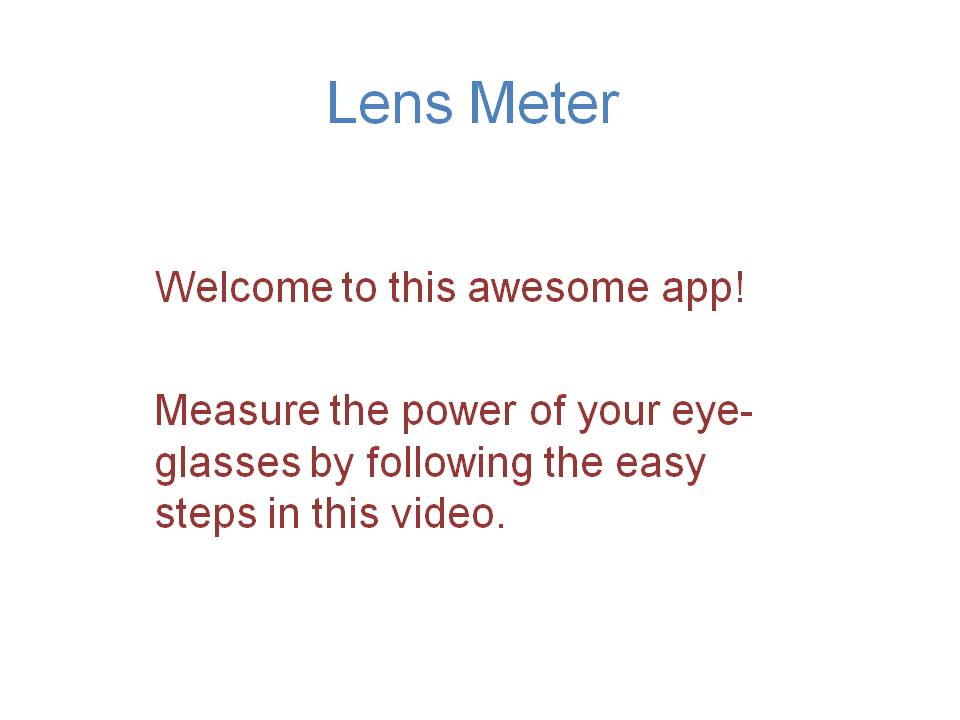 Lens Meter
Welcome to this awesome app!
Measure the power of your eye-
glasses by following the easy
steps in this video.